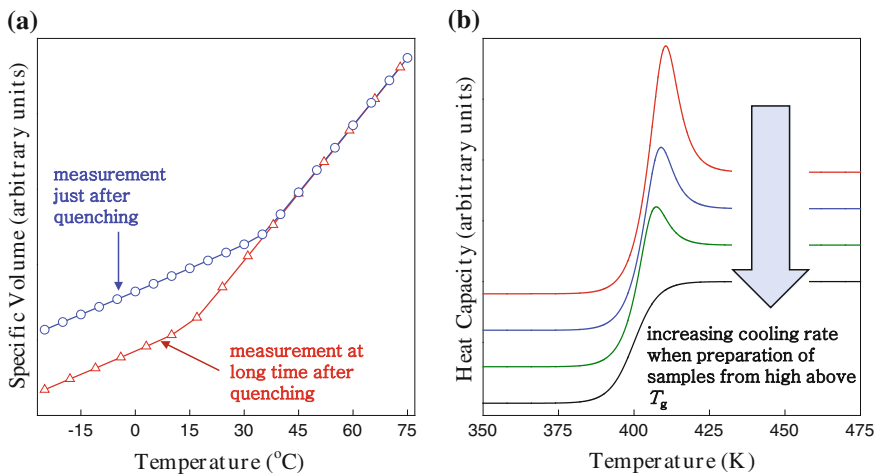 (a)
Specific Volume (arbitrary units)
measurement
just after
quenching
measurement at
long time after
quenching
-15 0 15 30 45 60 75
Temperature (°C)
(b)
Heat Capacity (arbitrary units)
increasing cooling rate
when preparation of
samples from high above
Tg
350 375 400 425 450 475
Temperature (K)